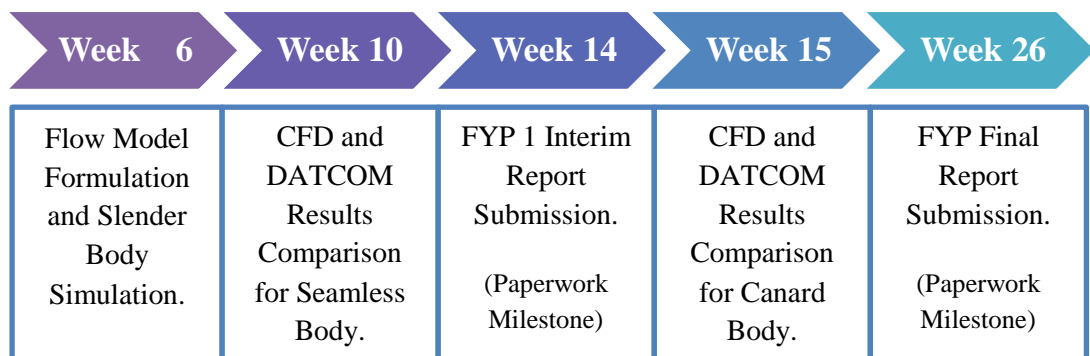 Week 6
Week 10
Week 14
Week 15
Week 26
Flow Model
Formulation
and Slender
Body
Simulation.
CFD and
DATCOM
Results
Comparison
for Seamless
Body.
FYP 1 Interim
Report
Submission.
(Paperwork
Milestone)
CFD and
DATCOM
Results
Comparison
for Canard
Body.
FYP Final
Report
Submission.
(Paperwork
Milestone)